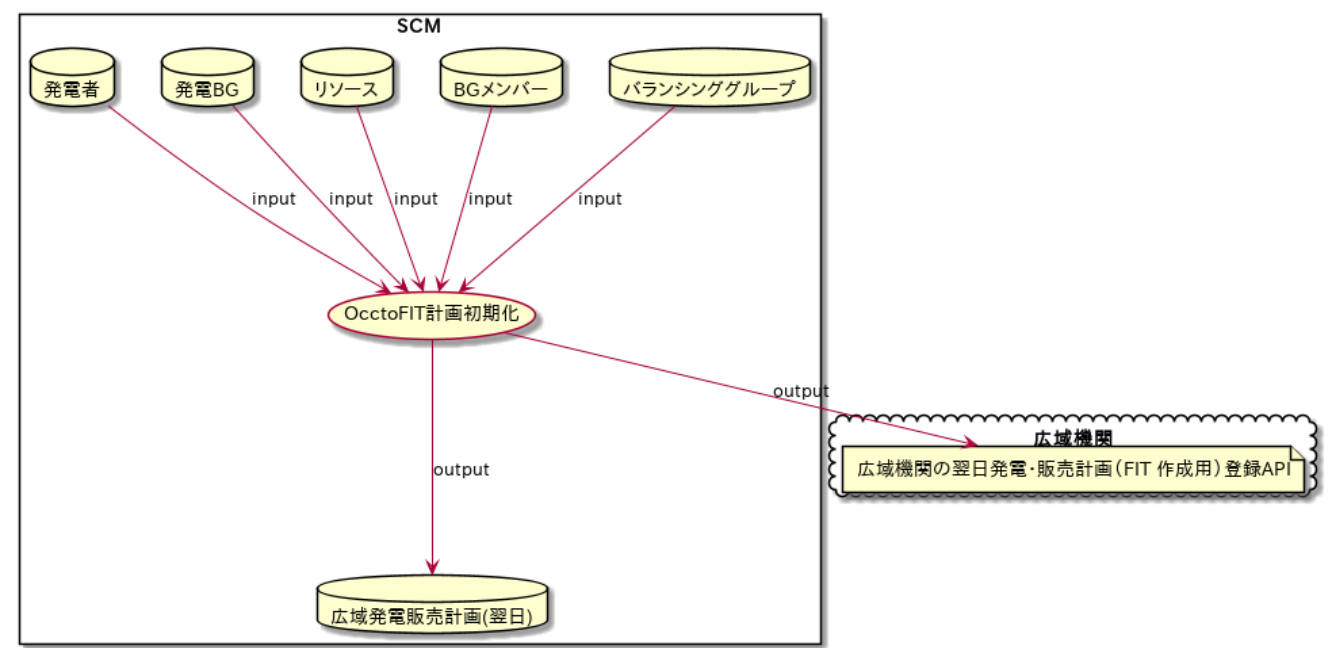 SCM
発電者
発電BG
リソース
BGメンバー
バランシンググループ
input
input
input
input
input
OcctoFIT計画初期化
output
広域機関
広域機関の翌日発電・販売計画（FIT 作成用）登録API
output
広域発電販売計画(翌日)